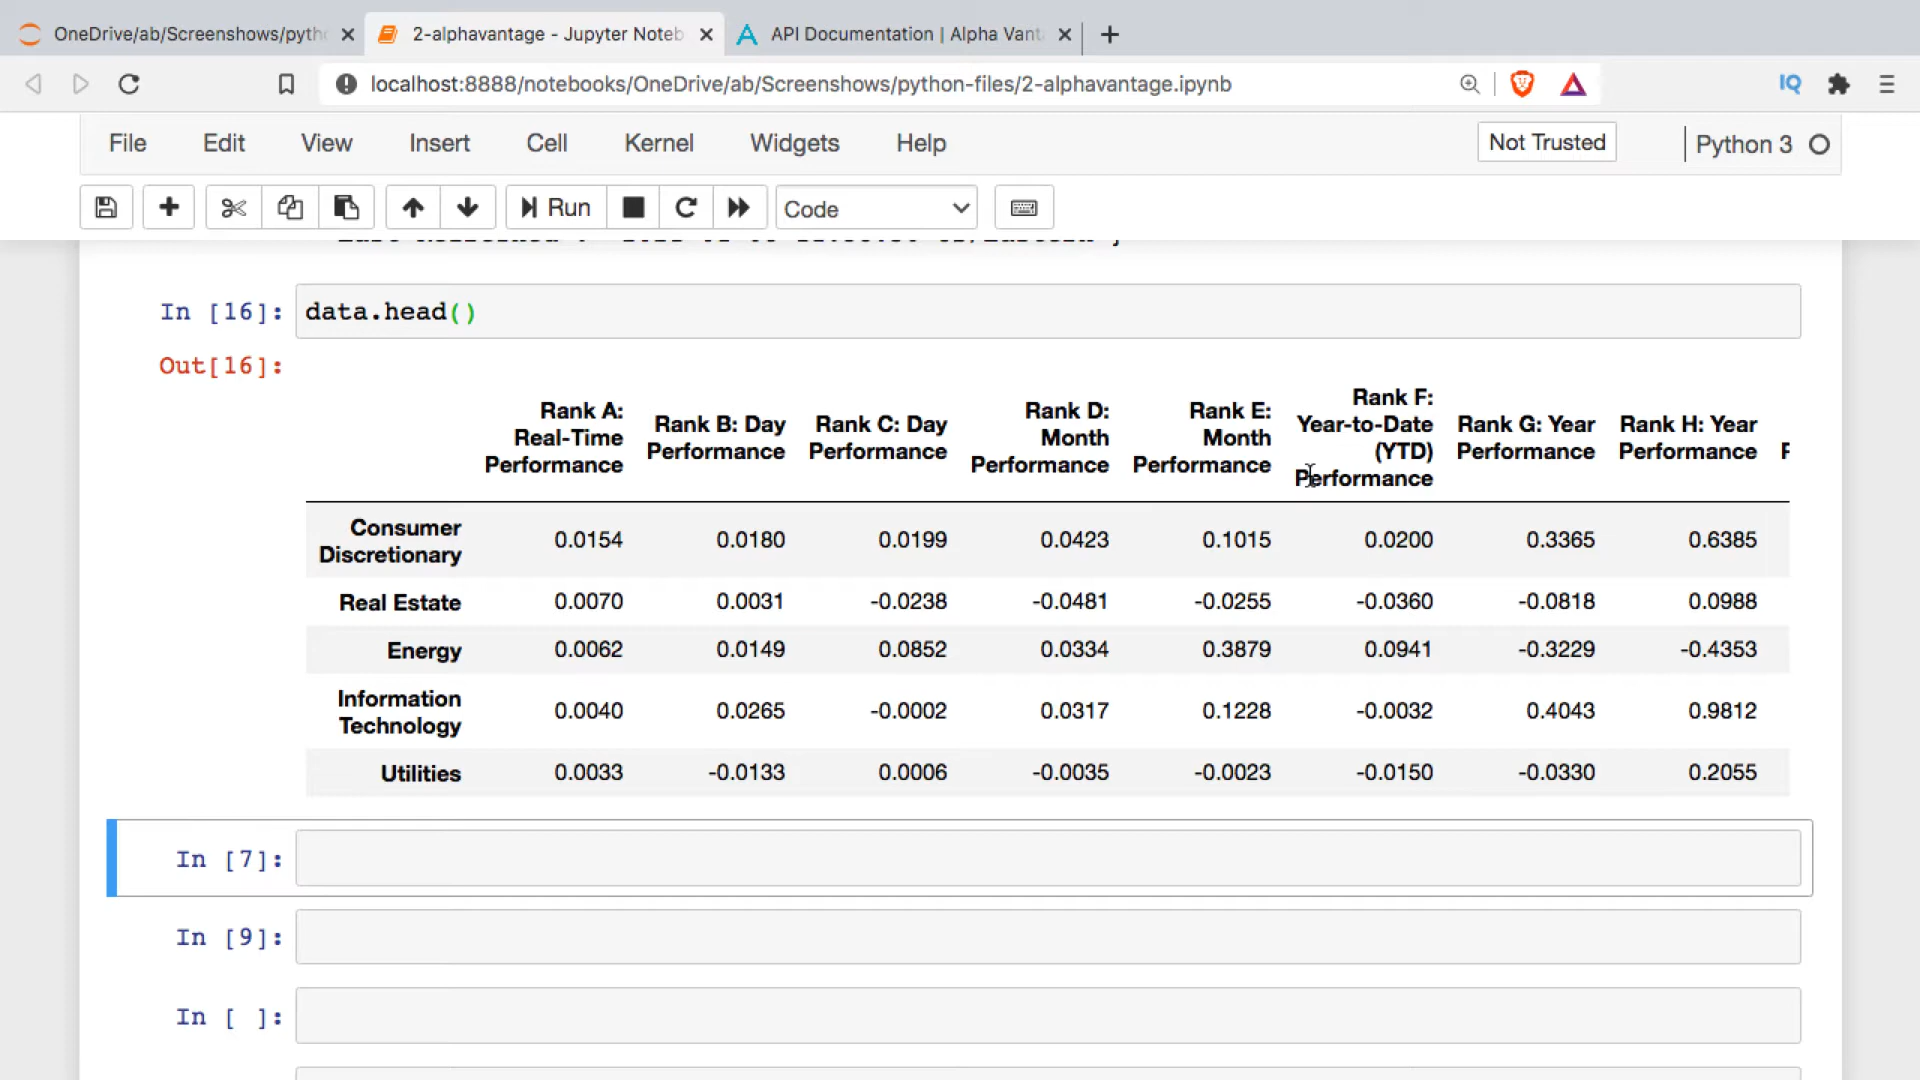 OneDrive/ab/Screenshows/pyth
2-alphavantage - Jupyter Noteb
API Documentation | Alpha Vant
localhost:8888/notebooks/OneDrive/ab/Screenshows/python-files/2-alphavantage.ipynb
IQ
File Edit View Insert Cell Kernel Widgets Help
Not Trusted
Python 3
Run
Code
In [16]: data.head()
Out[16]:
Rank A: Real-Time Performance
Rank B: Day Performance
Rank C: Day Performance
Rank D: Month Performance
Rank E: Month Performance
Rank F: Year-to-Date (YTD) Performance
Rank G: Year Performance
Rank H: Year Performance
Consumer Discretionary 0.0154 0.0180 0.0199 0.0423 0.1015 0.0200 0.3365 0.6385
Real Estate 0.0070 0.0031 -0.0238 -0.0481 -0.0255 -0.0360 -0.0818 0.0988
Energy 0.0062 0.0149 0.0852 0.0334 0.3879 0.0941 -0.3229 -0.4353
Information Technology 0.0040 0.0265 -0.0002 0.0317 0.1228 -0.0032 0.4043 0.9812
Utilities 0.0033 -0.0133 0.0006 -0.0035 -0.0023 -0.0150 -0.0330 0.2055
In [7]:
In [9]:
In [ ]: